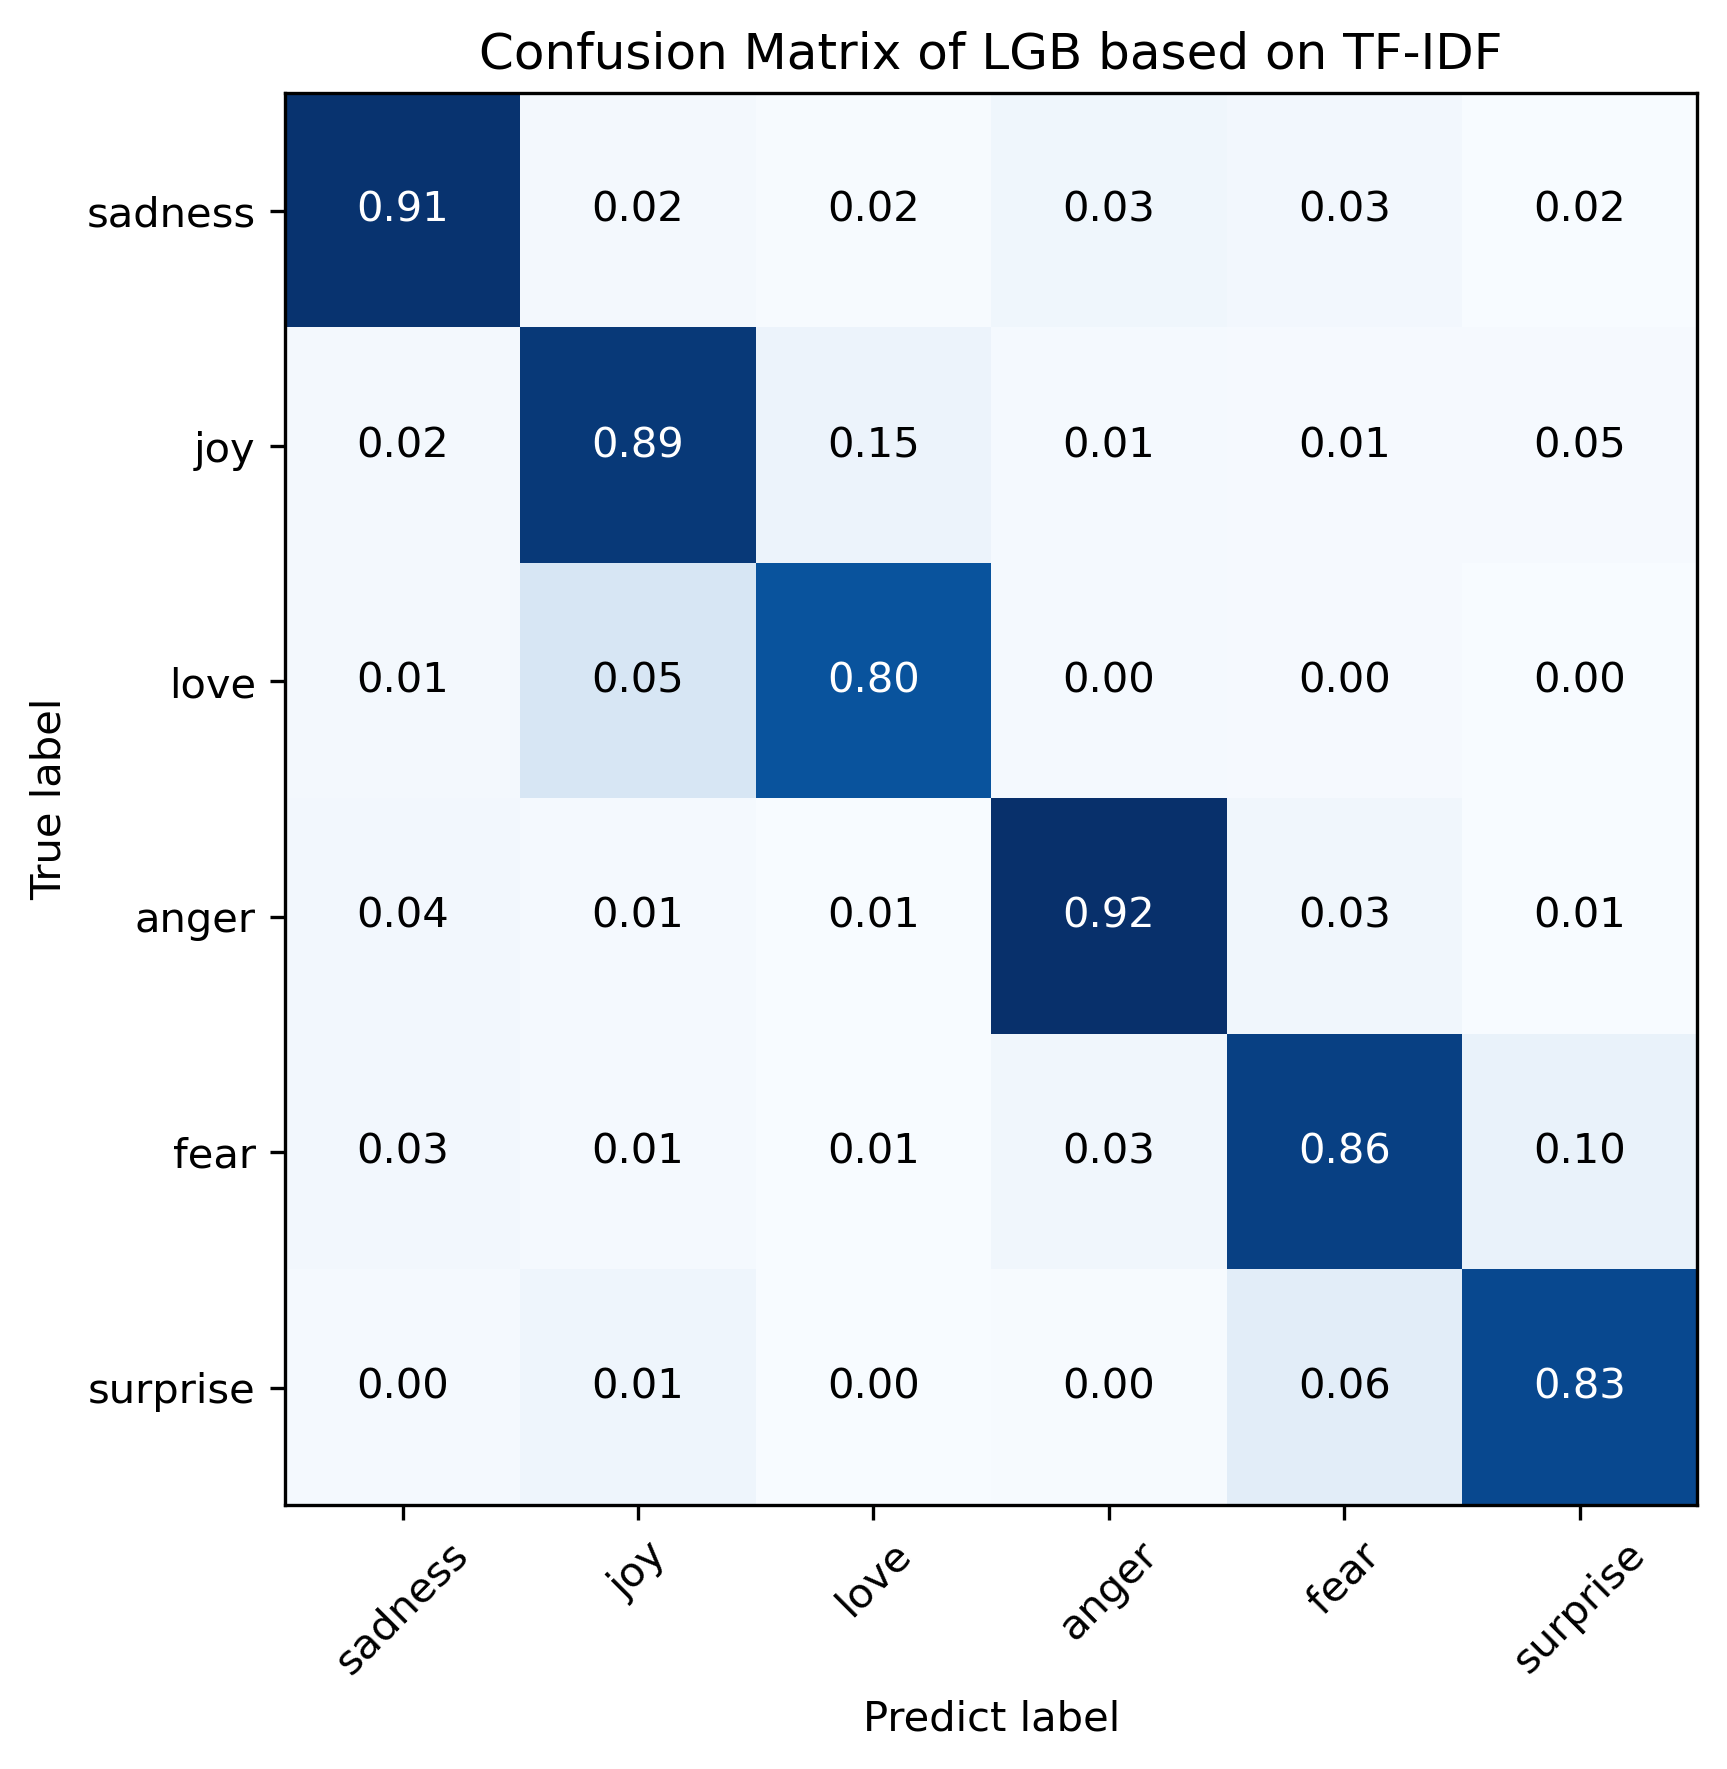 Confusion Matrix of LGB based on TF-IDF
sadness 0.91 0.02 0.02 0.03 0.03 0.02
joy 0.02 0.89 0.15 0.01 0.01 0.05
love 0.01 0.05 0.80 0.00 0.00 0.00
anger 0.04 0.01 0.01 0.92 0.03 0.01
fear 0.03 0.01 0.01 0.03 0.86 0.10
surprise 0.00 0.01 0.00 0.00 0.06 0.83
True label
sadness joy love anger fear surprise
Predict label